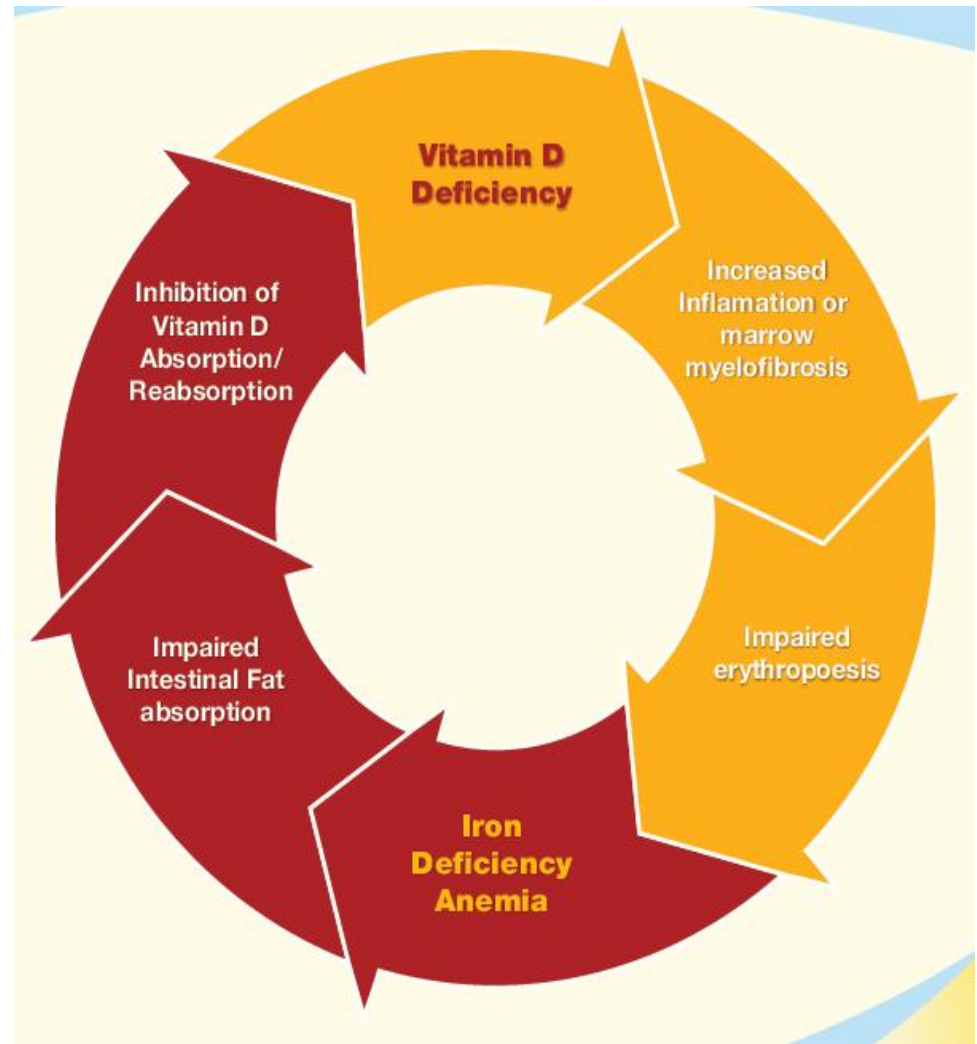 Vitamin D
Deficiency
Increased
Inflamation or
marrow
myelofibrosis
Impaired
erythropoesis
Iron
Deficiency
Anemia
Impaired
Intestinal Fat
absorption
Inhibition of
Vitamin D
Absorption/
Reabsorption